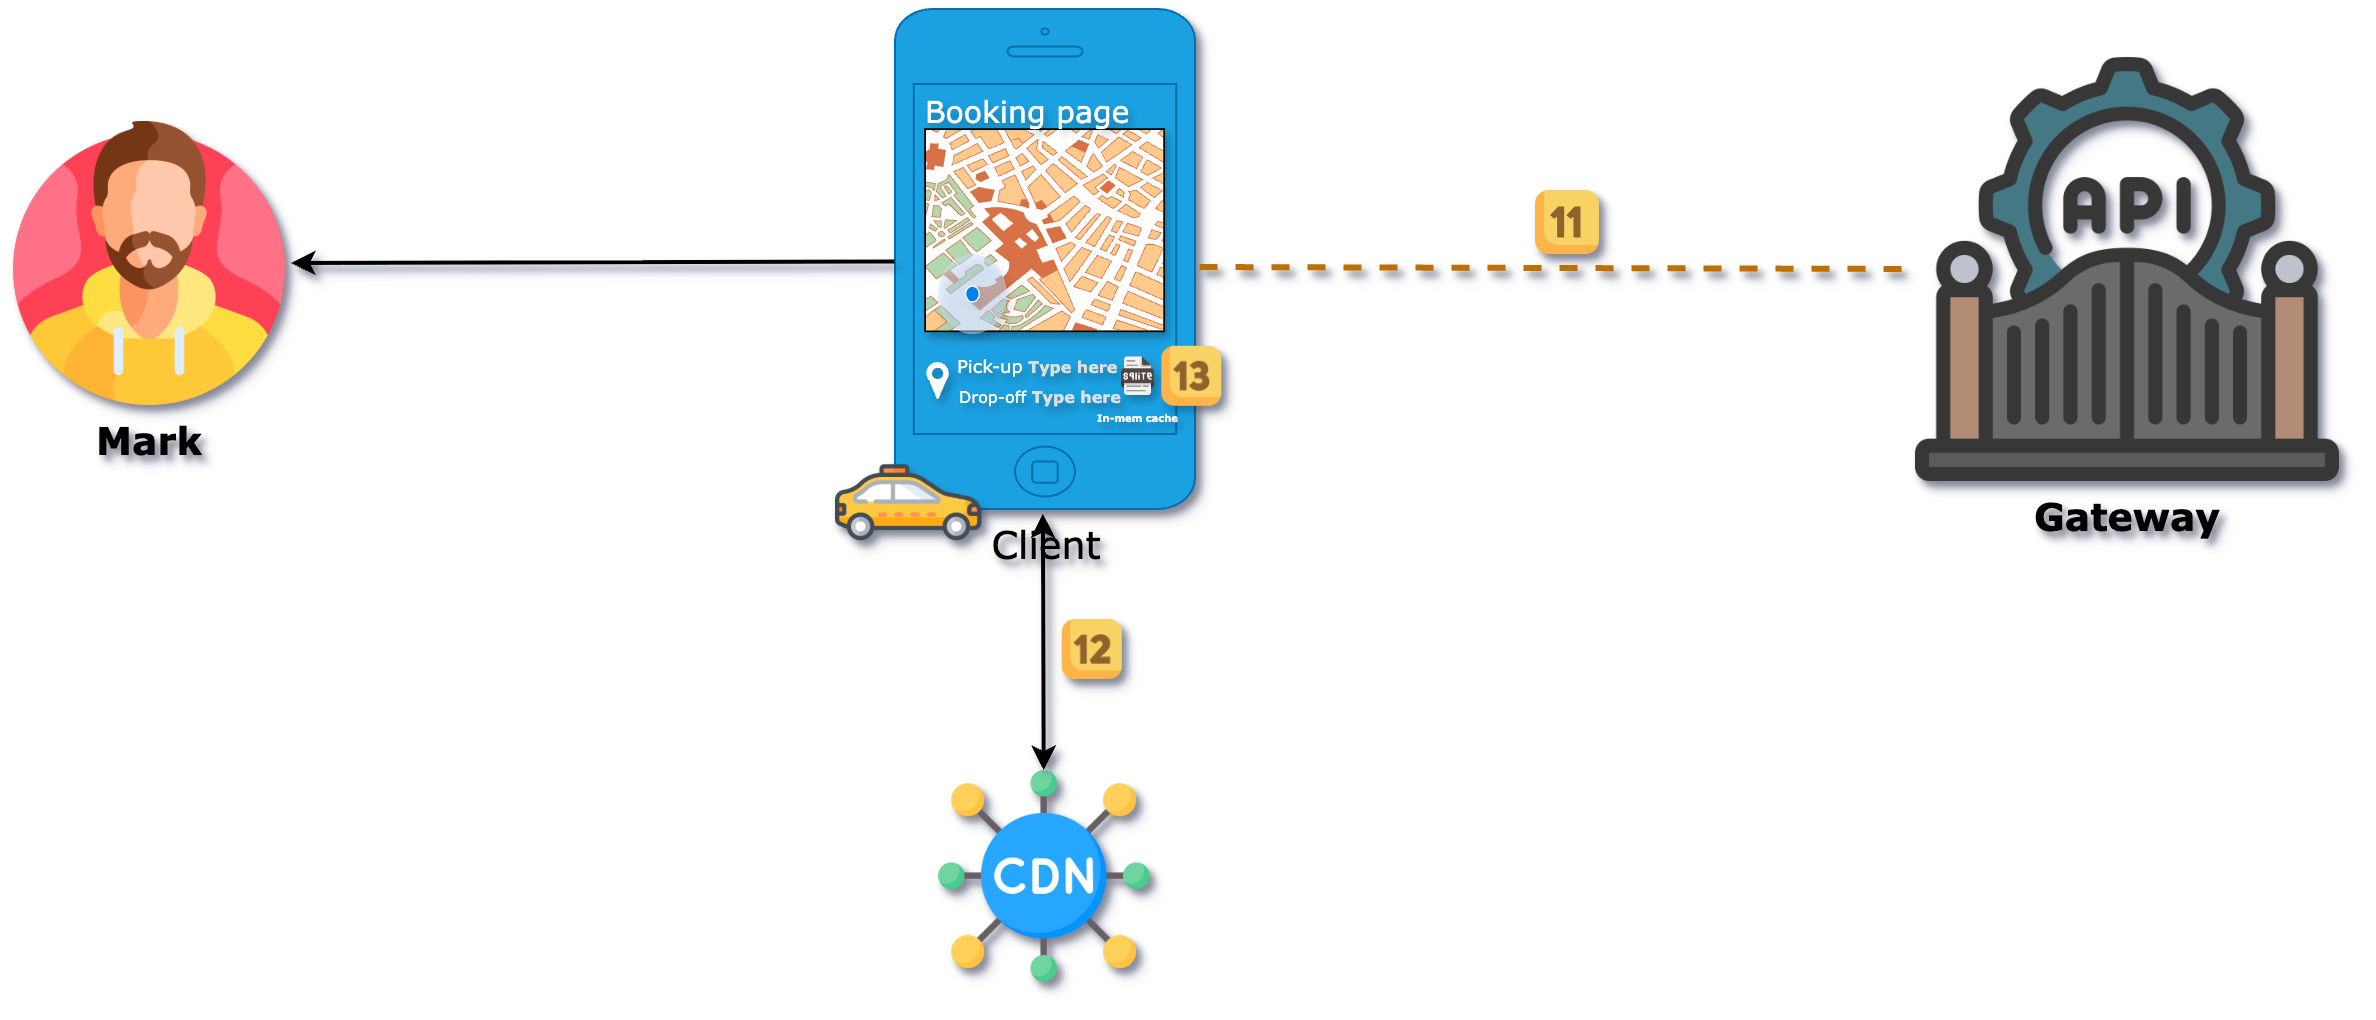 Booking page
11
API
Pick-up Type here
13
Drop-off Type here
In-mem cache
Mark
Gateway
Client
12
CDN